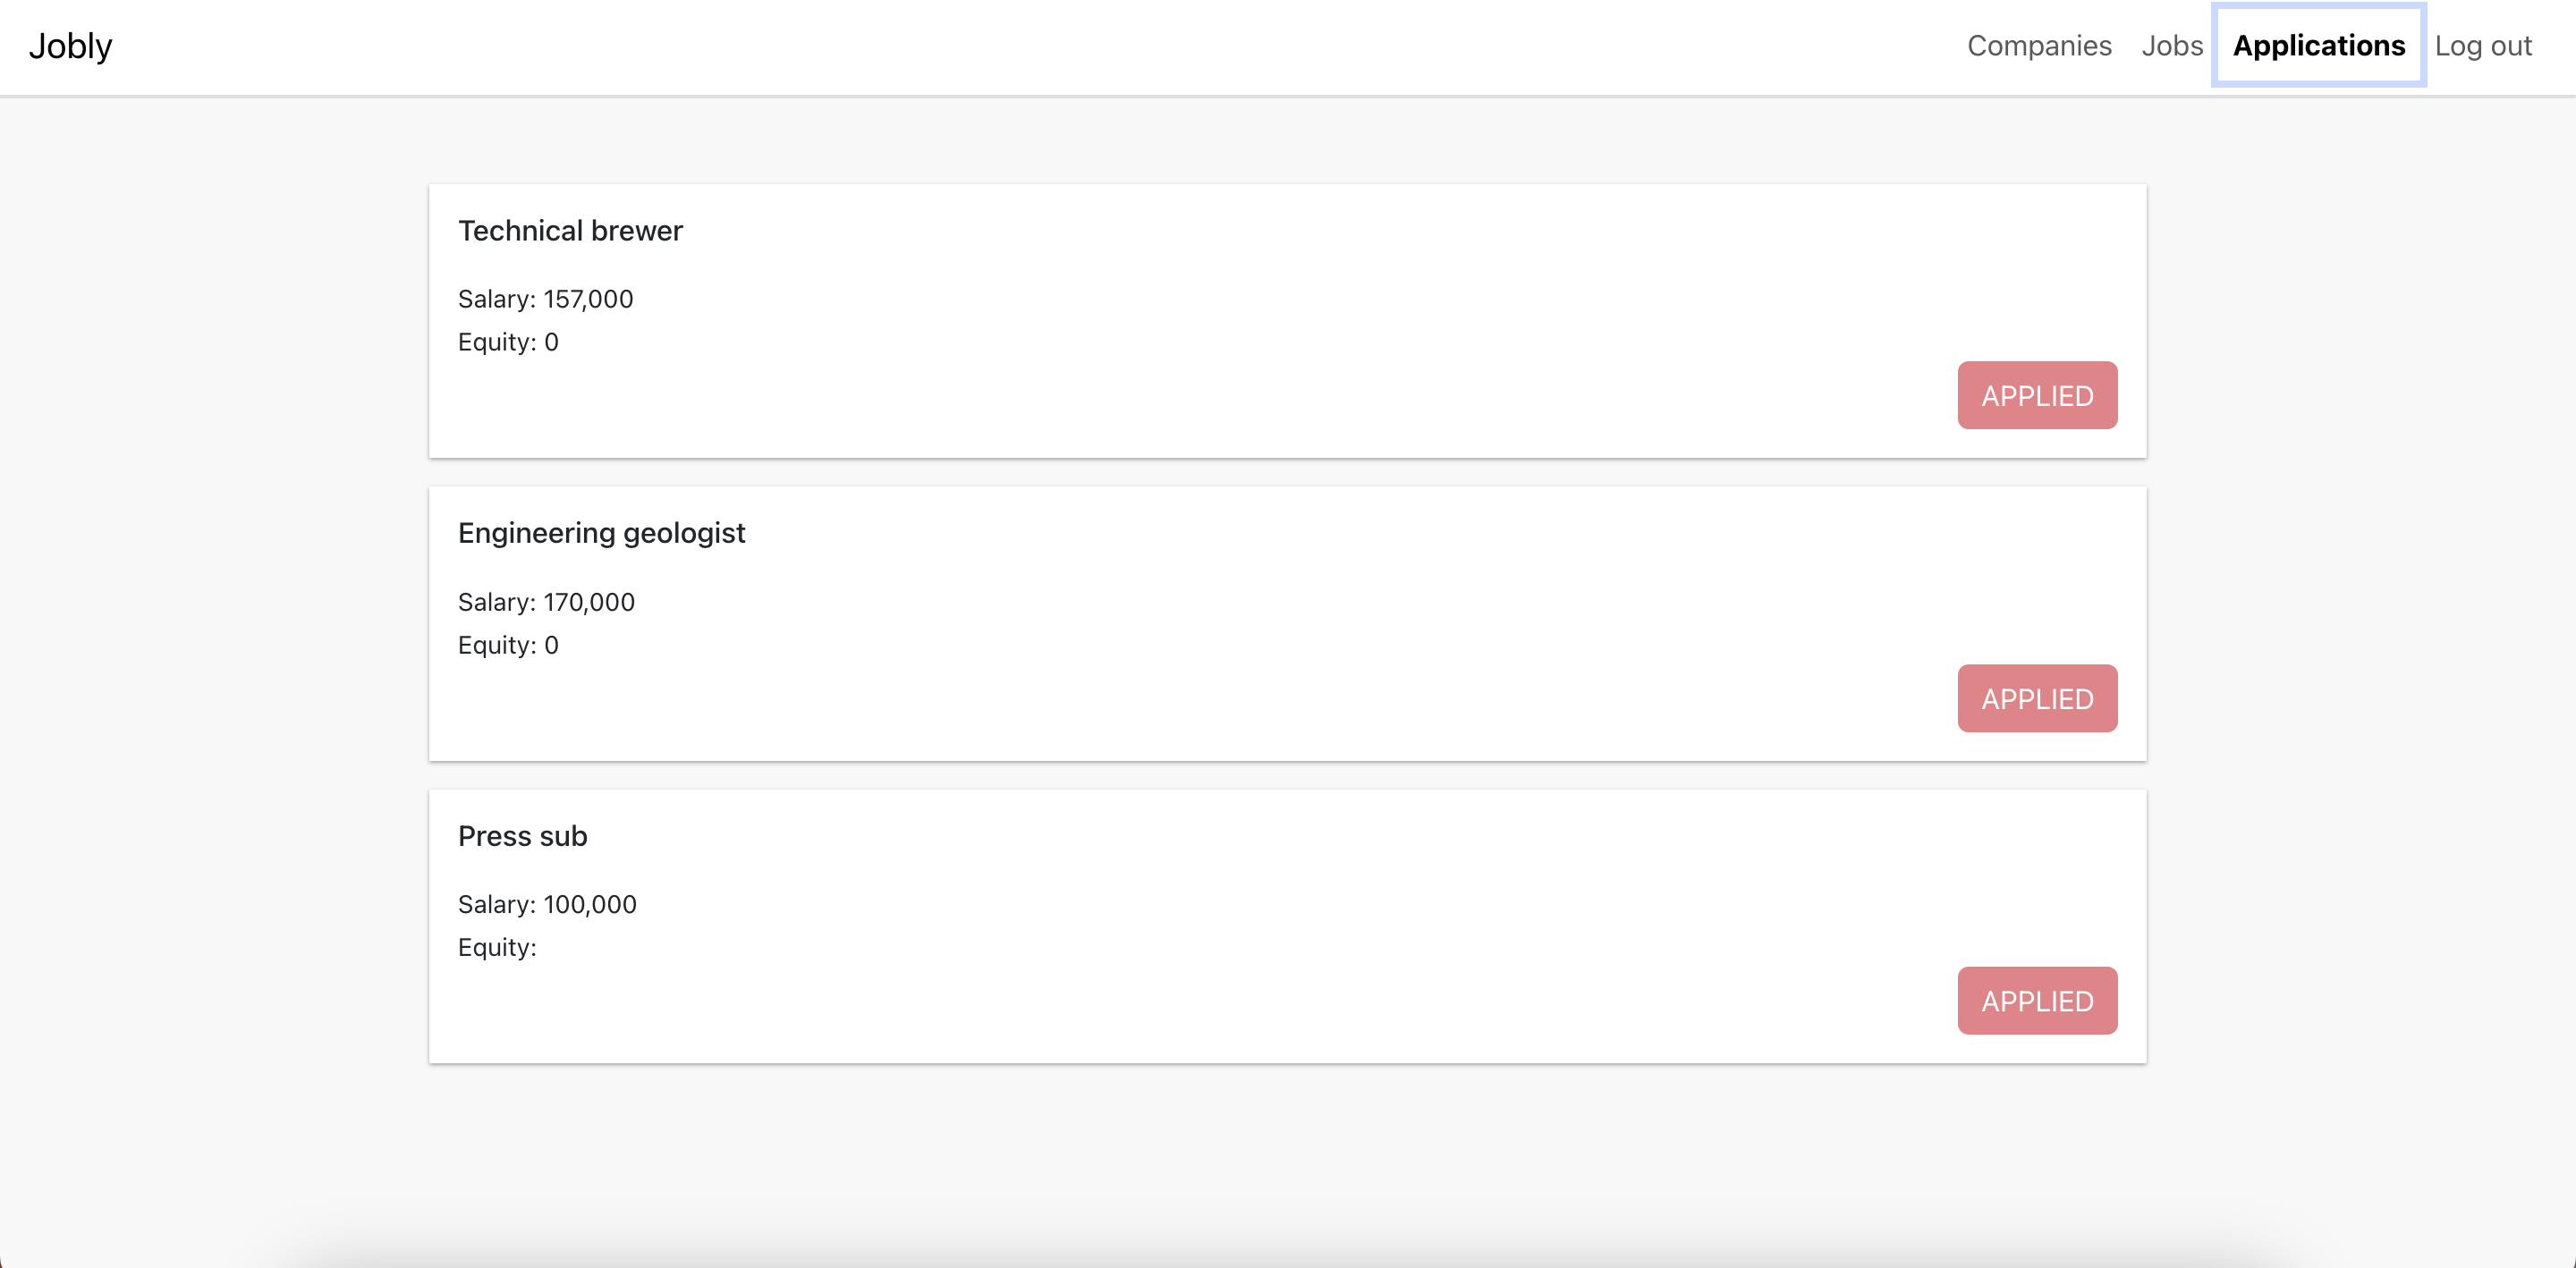 Jobly
Companies Jobs Applications Log out
Technical brewer
Salary: 157,000
Equity: 0
APPLIED
Engineering geologist
Salary: 170,000
Equity: 0
APPLIED
Press sub
Salary: 100,000
Equity:
APPLIED